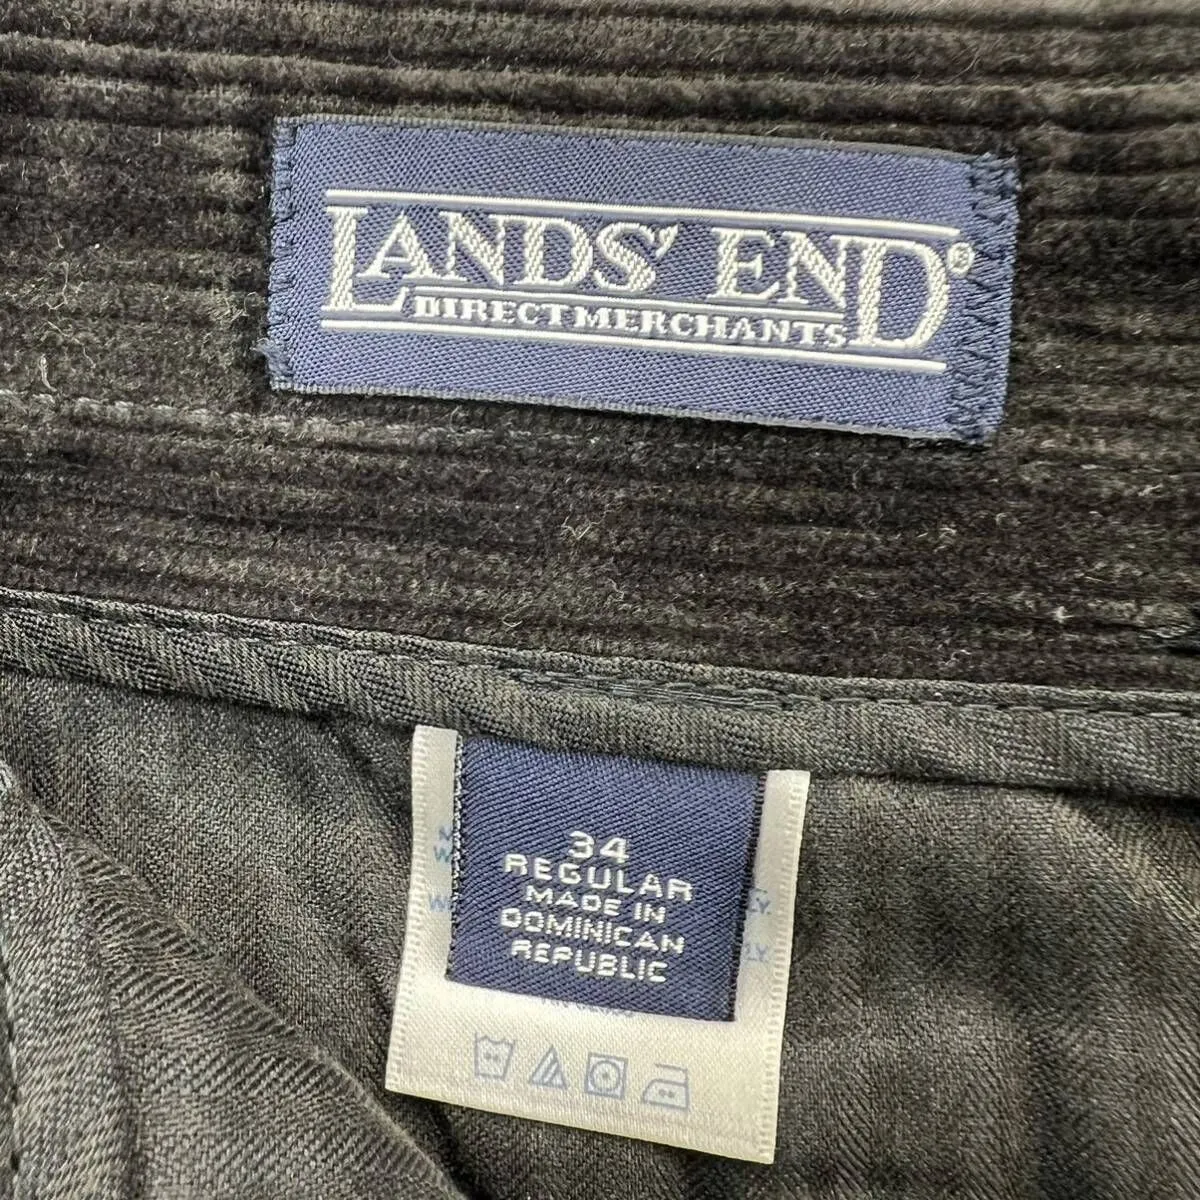 LANDS' END®
DIRECT MERCHANTS
34
REGULAR
MADE IN
DOMINICAN
REPUBLIC